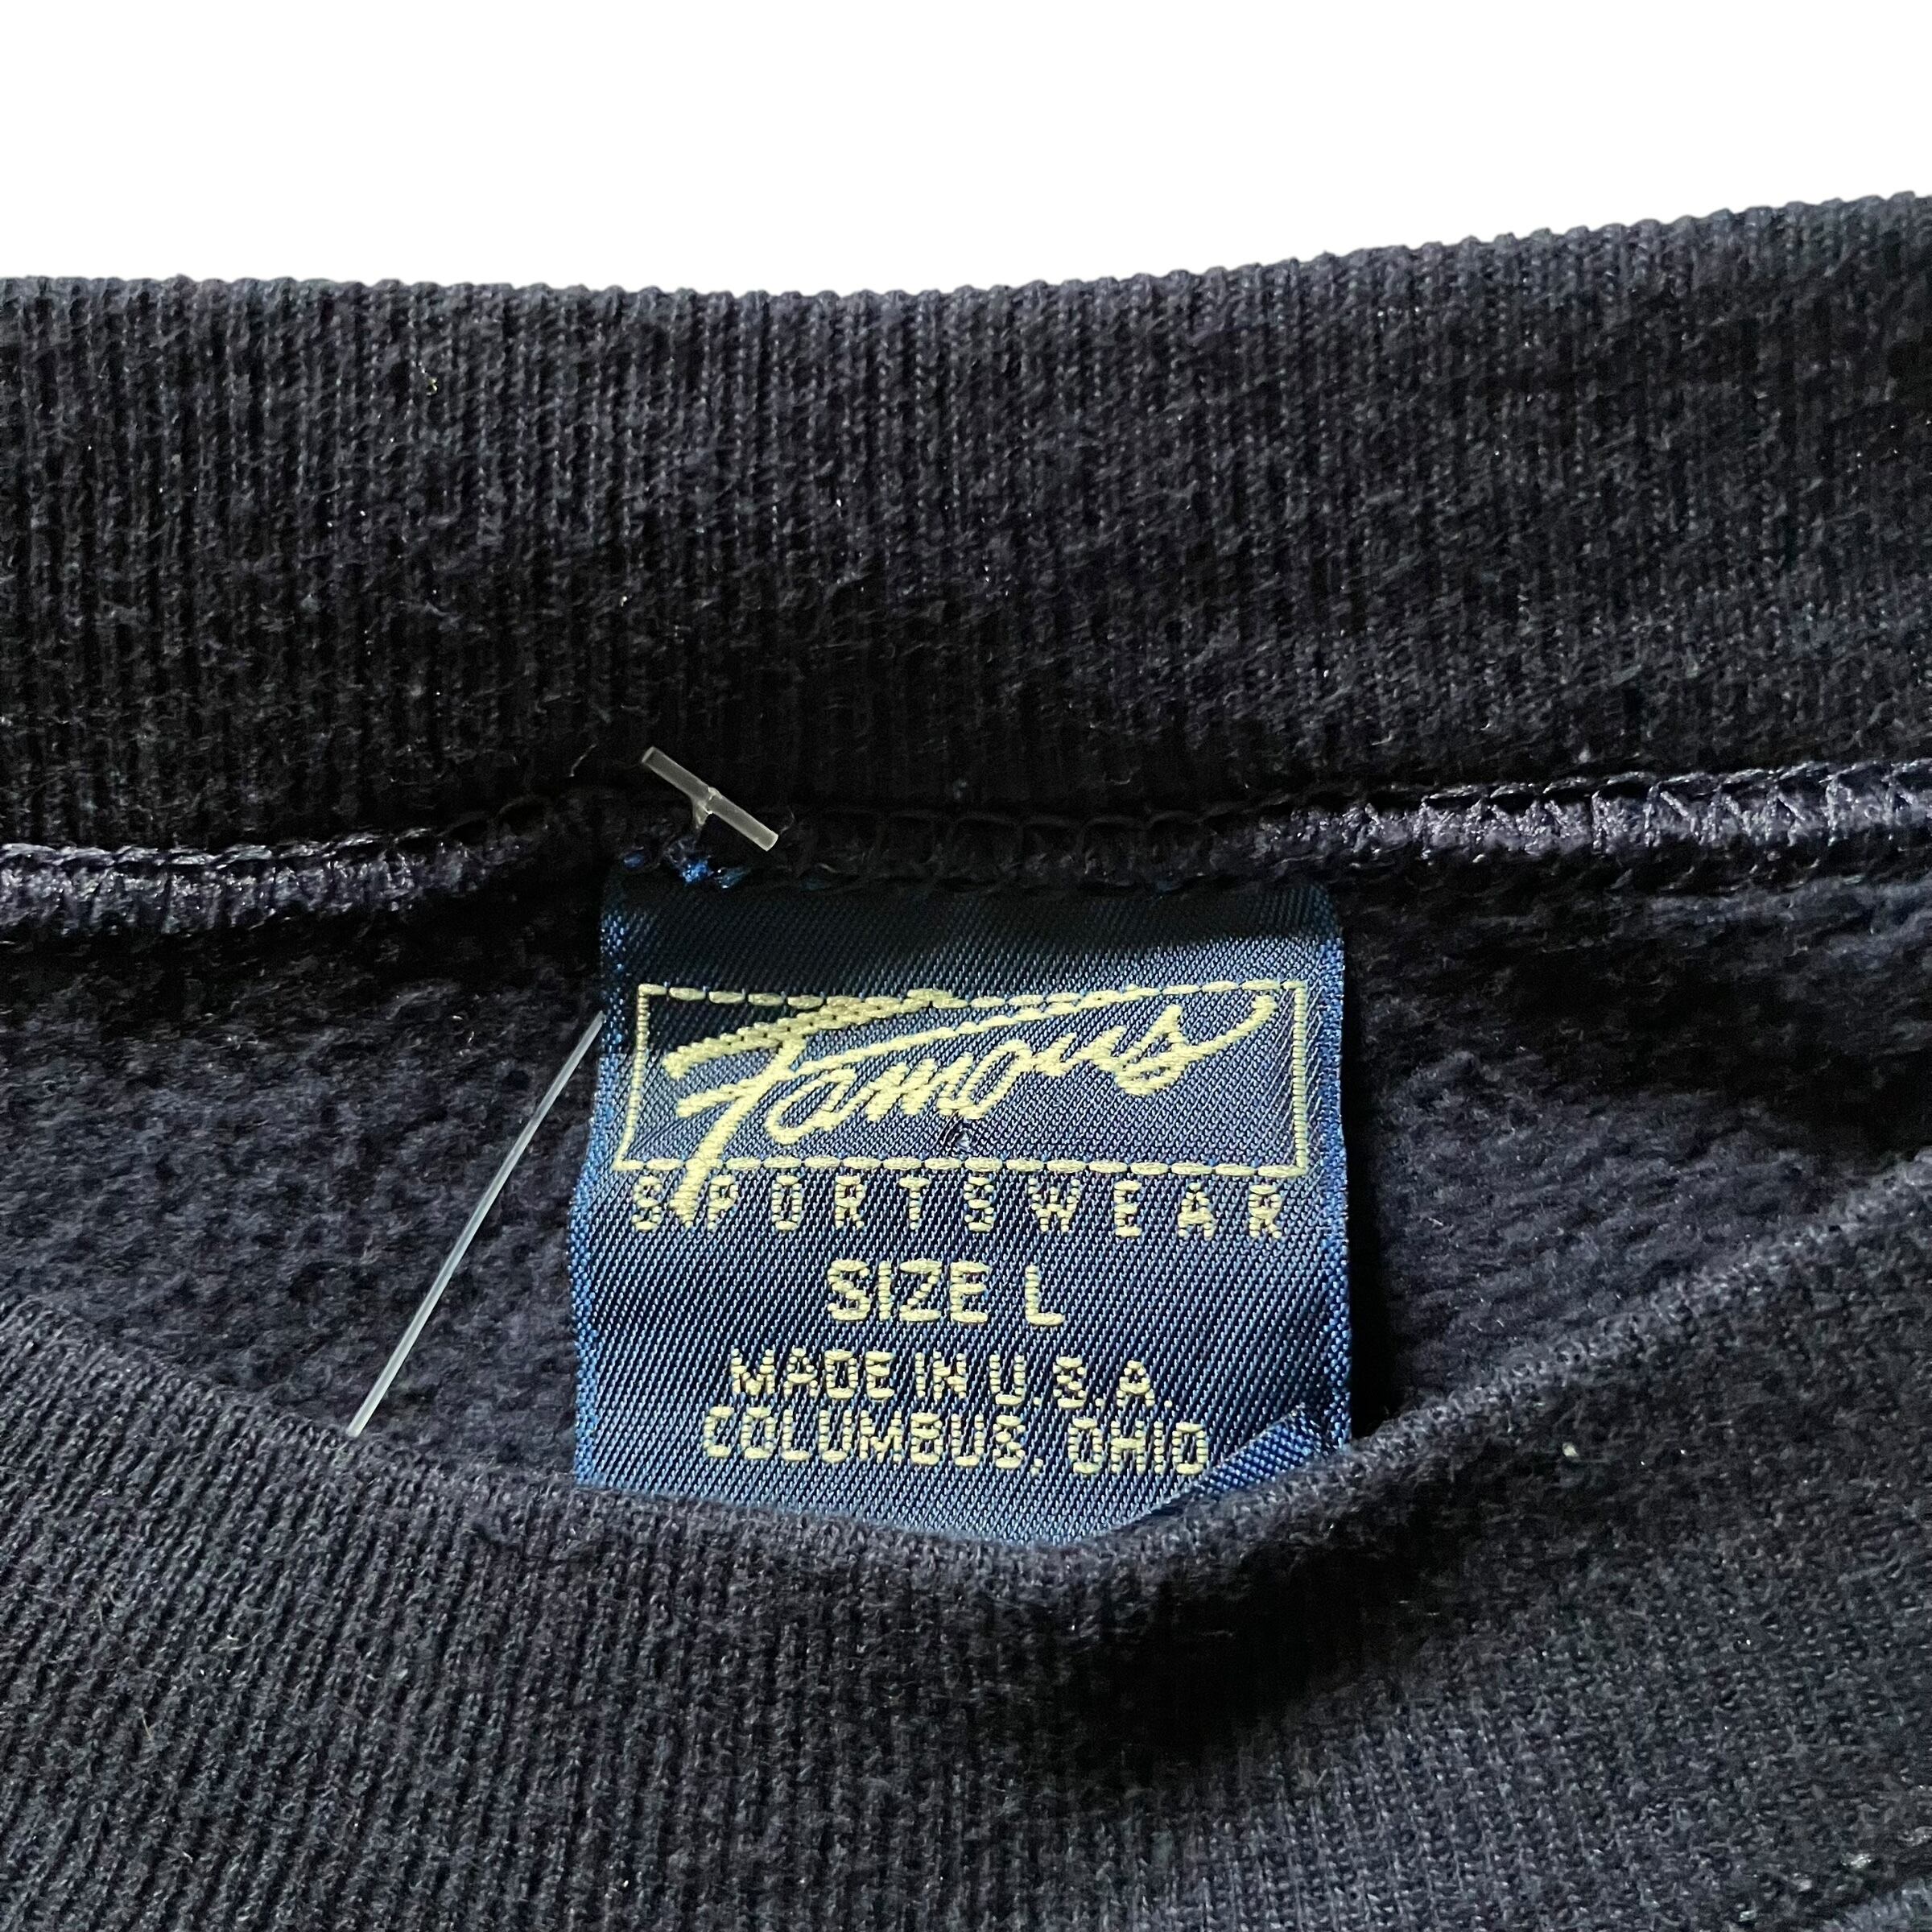 Famous
SPORTSWEAR
SIZE L
MADE IN U.S.A.
COLUMBUS, OHIO